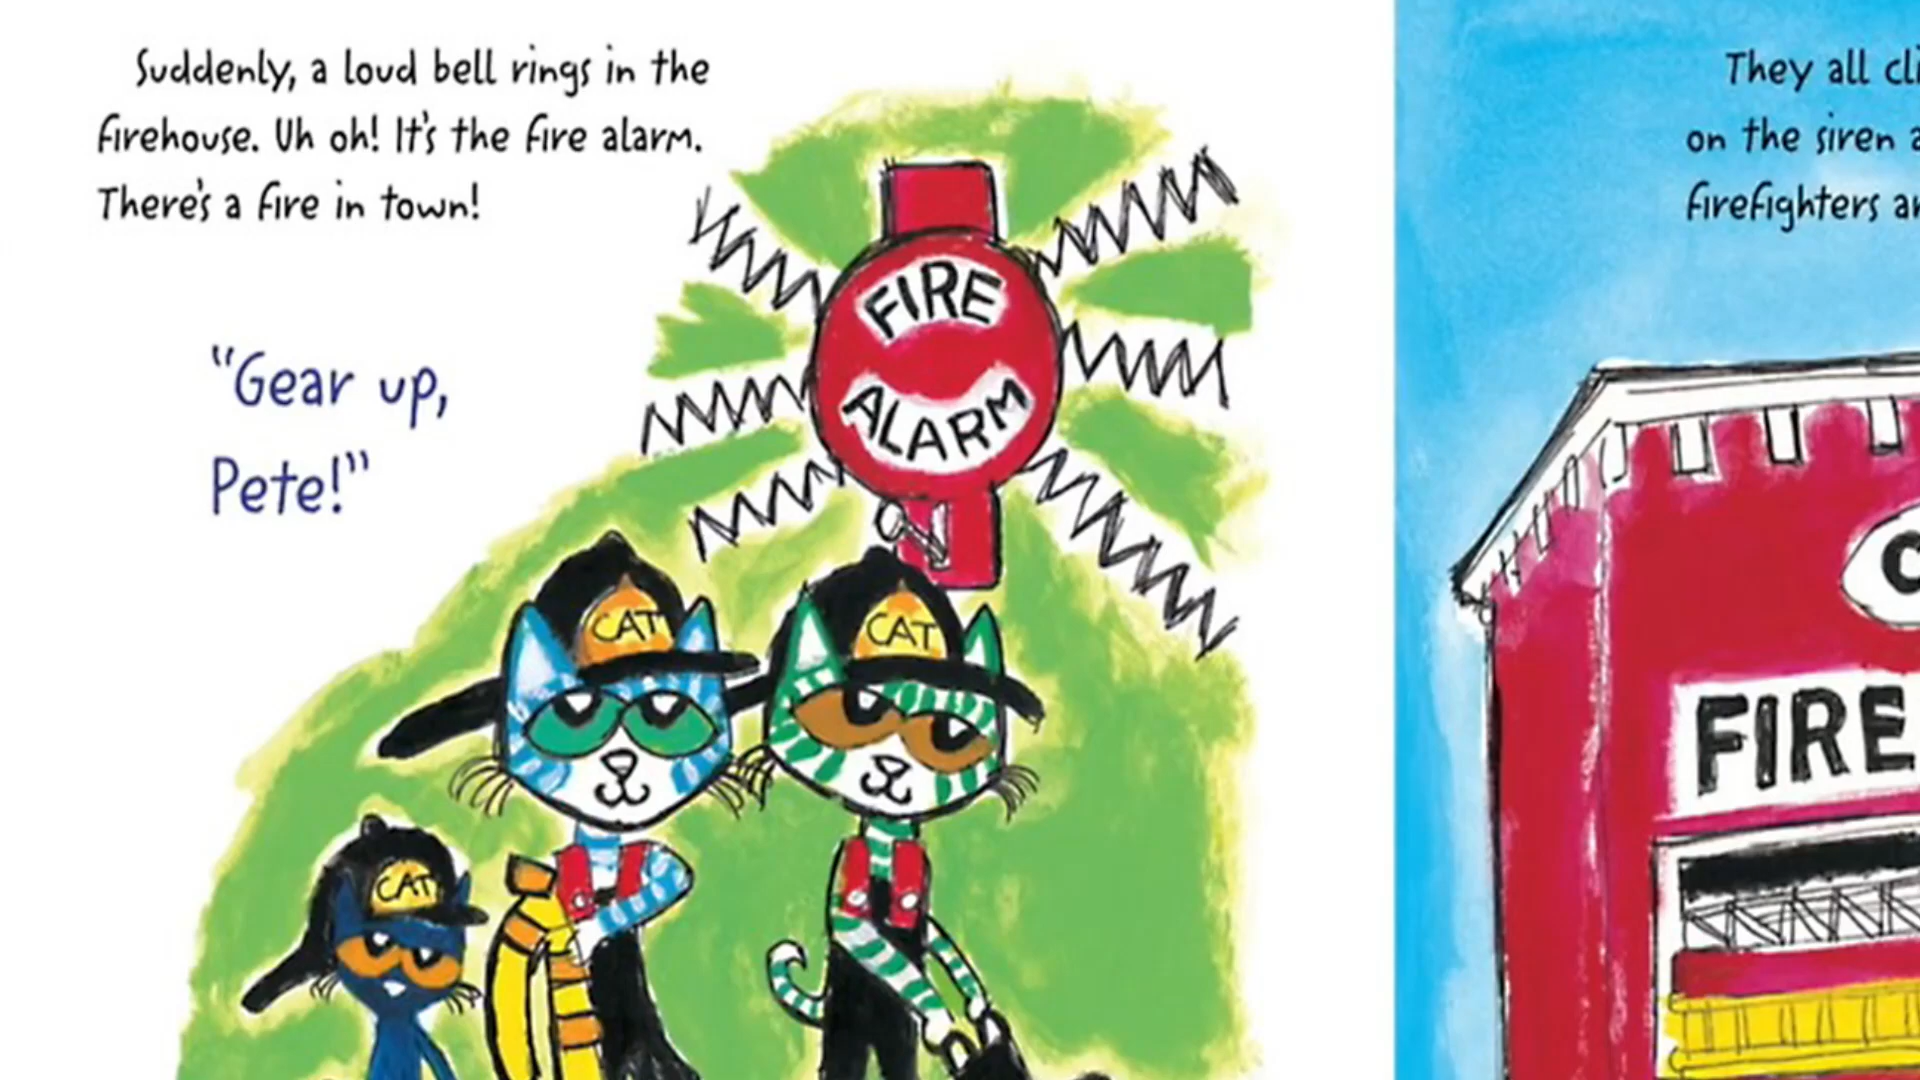 Suddenly, a loud bell rings in the
firehouse. Uh oh! It's the fire alarm.
There's a fire in town!
"Gear up,
Pete!"
FIRE
ALARM
CAT
CAT
CAT
They all
on the siren
firefighters
FIRE